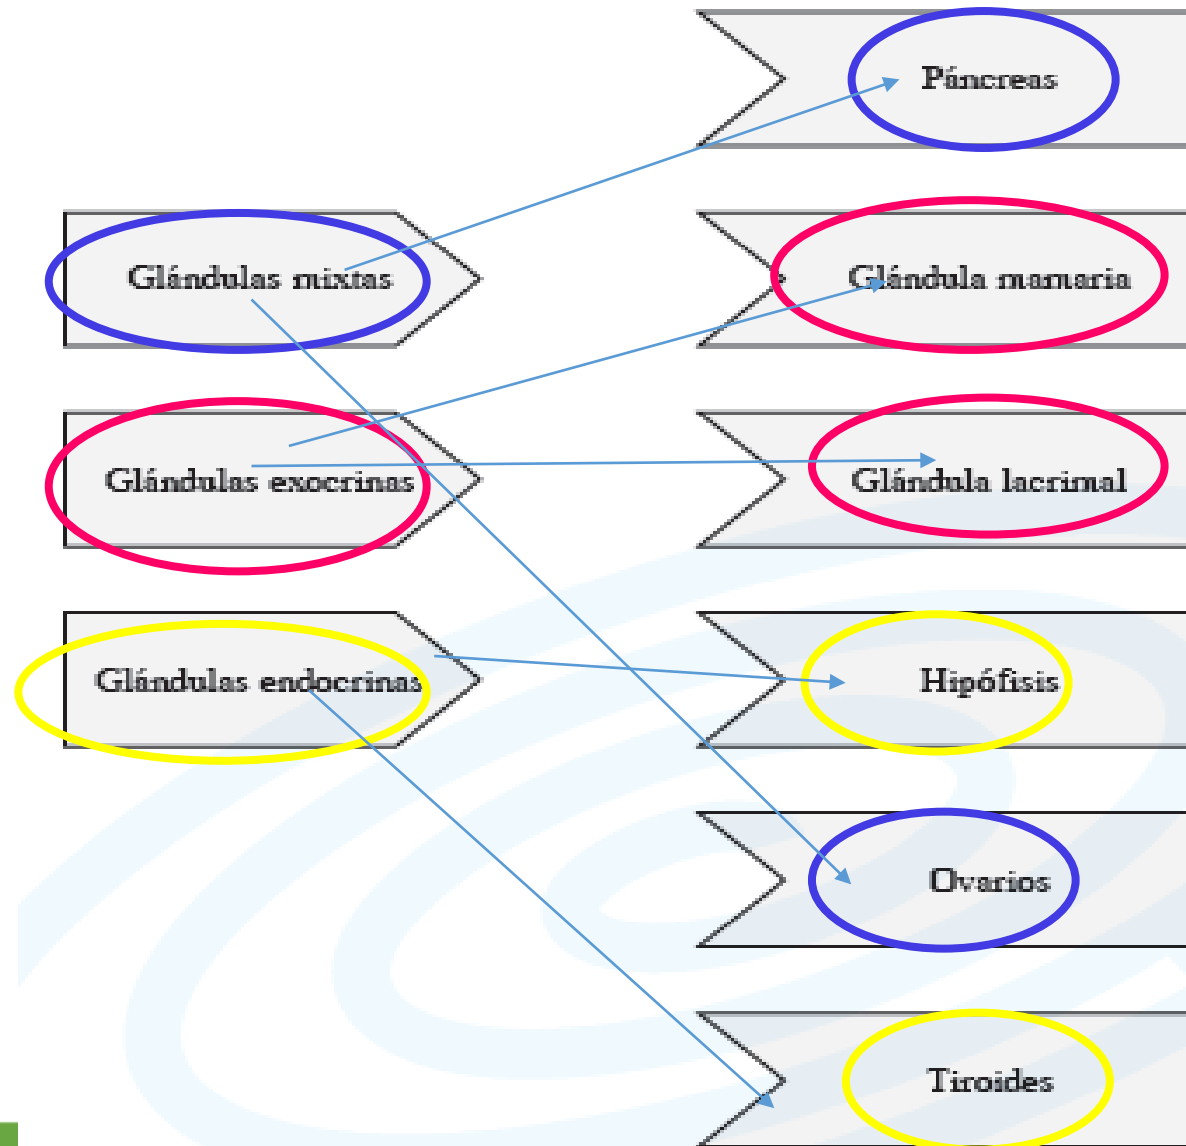 Páncreas
Glándulas mixtas
Glándula mamaria
Glándulas exocrinas
Glándula lacrimal
Glándulas endocrinas
Hipófisis
Ovarios
Tiroides